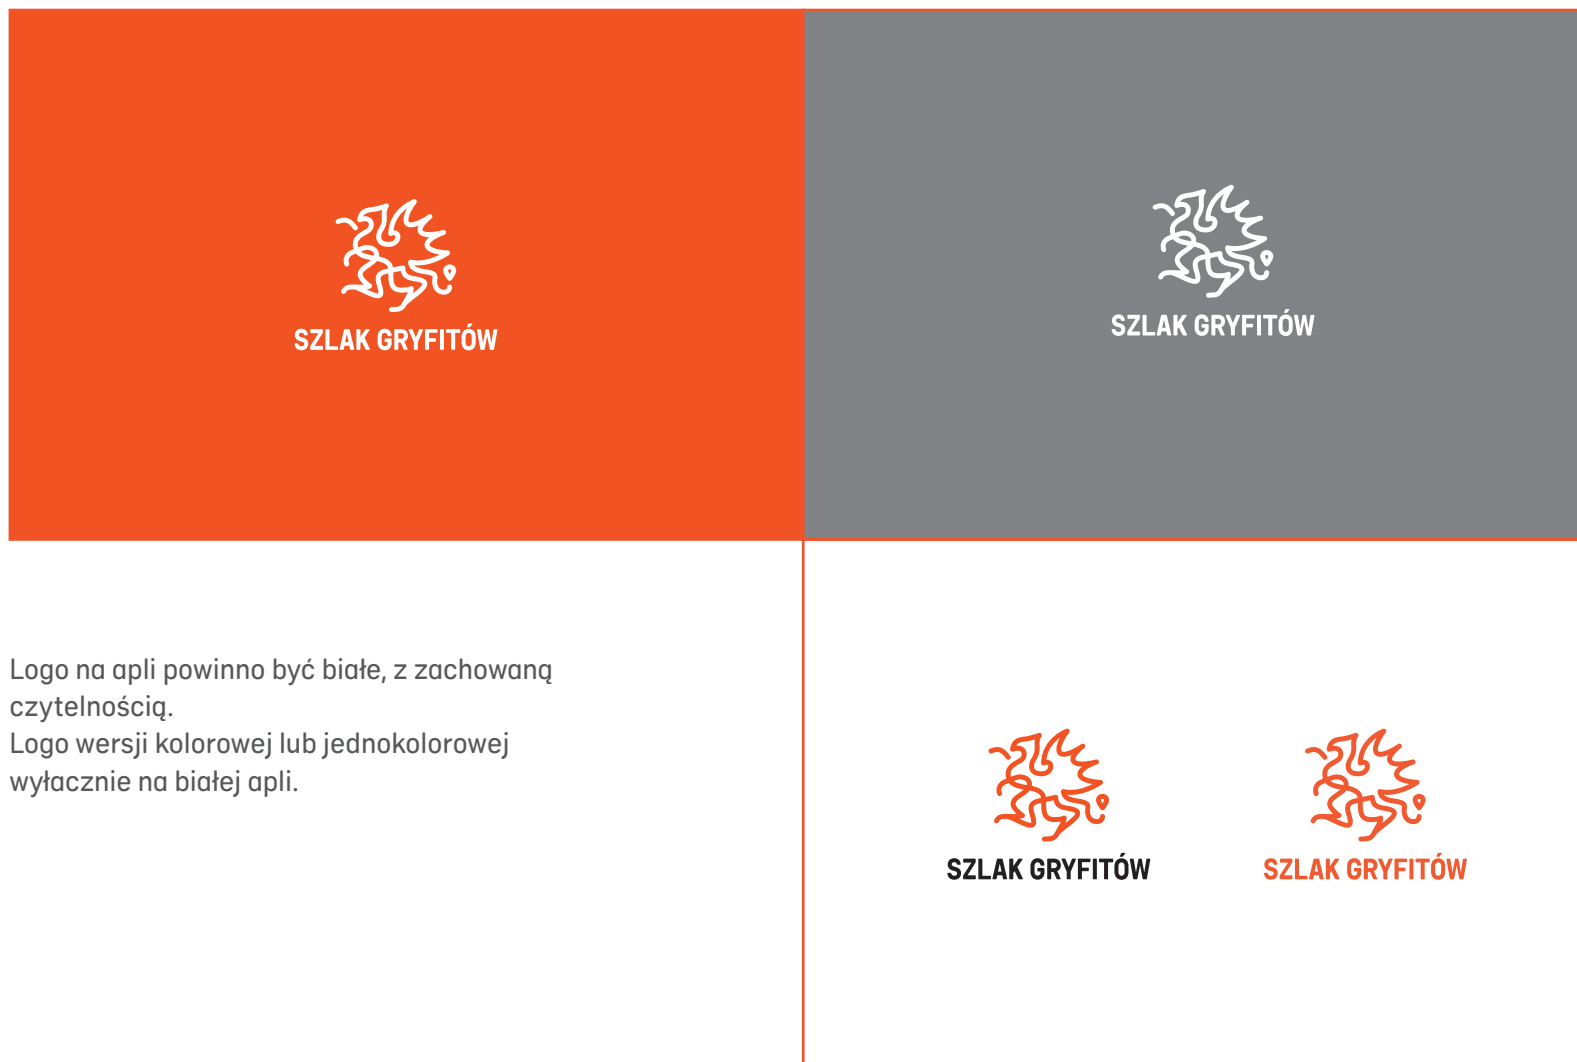 SZLAK GRYFITÓW
SZLAK GRYFITÓW
Logo na apli powinno być białe, z zachowaną
czytelnością.
Logo wersji kolorowej lub jednokolorowej
wyłacznie na białej apli.
SZLAK GRYFITÓW
SZLAK GRYFITÓW